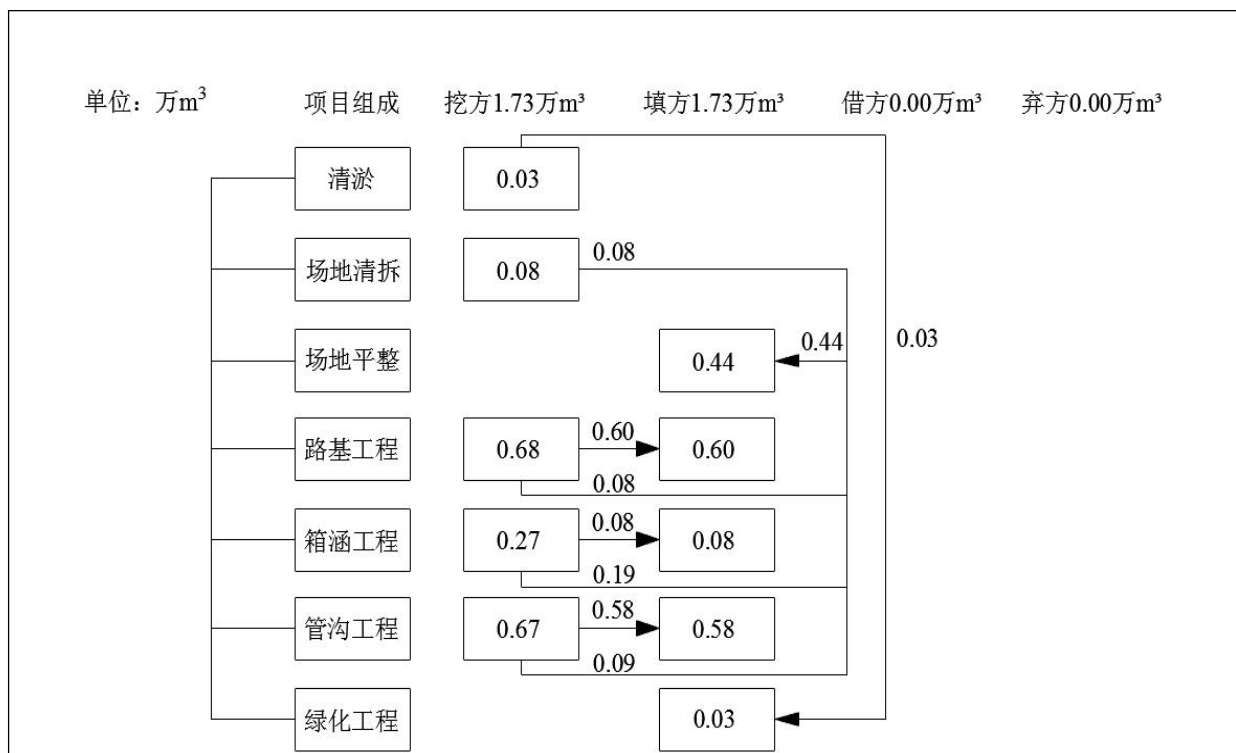 单位：万m³ 项目组成 挖方1.73万m³ 填方1.73万m³ 借方0.00万m³ 弃方0.00万m³
清淤 0.03
场地清拆 0.08 0.08
场地平整 0.44 0.44 0.03
路基工程 0.68 0.60 0.60
0.08
箱涵工程 0.27 0.08 0.08
0.19
管沟工程 0.67 0.58 0.58
0.09
绿化工程 0.03